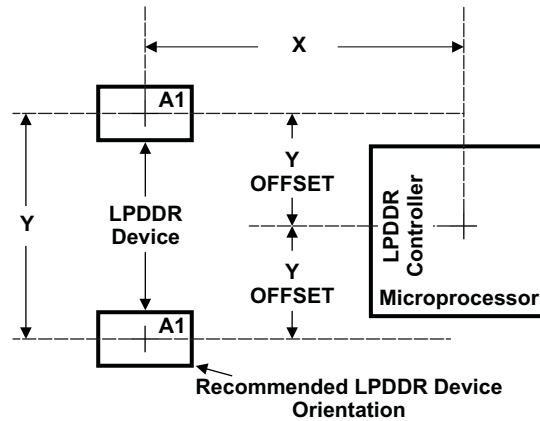 X
A1
Y
OFFSET
Y
LPDDR
Device
LPDDR
Controller
Y
OFFSET
Microprocessor
A1
Recommended LPDDR Device
Orientation